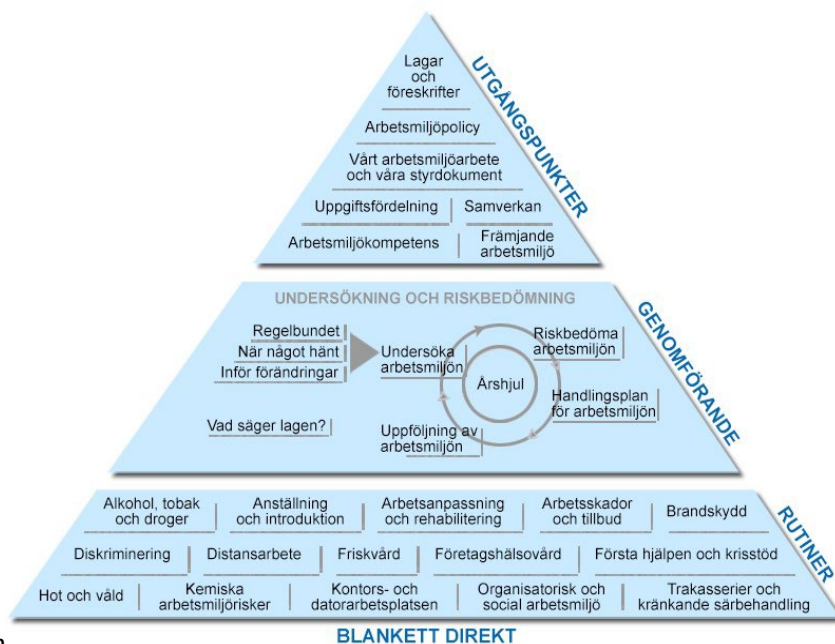 Lagar
och
föreskrifter
Arbetsmiljöpolicy
Vårt arbetsmiljöarbete
och våra styrdokument
Uppgiftsfördelning
Samverkan
Arbetsmiljökompetens
Främjande
arbetsmiljö
UTGÅNGSPUNKTER
UNDERSÖKNING OCH RISKBEDÖMNING
Regelbundet
När något hänt
Inför förändringar
Vad säger lagen?
Undersöka
arbetsmiljön
Riskbedöma
arbetsmiljön
Årshjul
Handlingsplan
för arbetsmiljön
Uppföljning av
arbetsmiljön
GENOMFÖRANDE
Alkohol, tobak
och droger
Anställning
och introduktion
Arbetsanpassning
och rehabilitering
Arbetsskador
och tillbud
Brandskydd
Diskriminering
Distansarbete
Friskvård
Företagshälsovård
Första hjälpen och krisstöd
Hot och våld
Kemiska
arbetsmiljörisker
Kontors- och
datorarbetsplatsen
Organisatorisk och
social arbetsmiljö
Trakasserier och
kränkande särbehandling
RUTINER
BLANKETT DIREKT